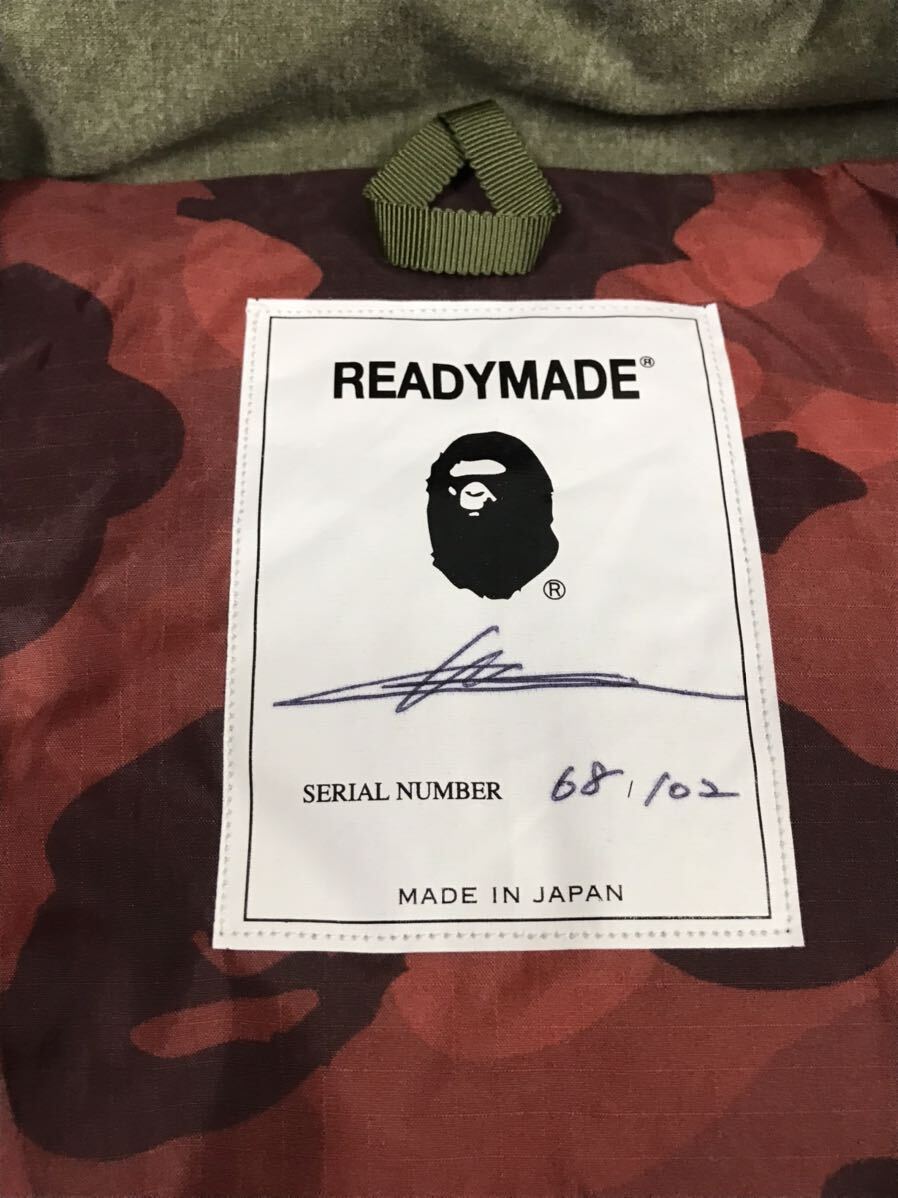 READYMADE®
®
SERIAL NUMBER 68 / 102
MADE IN JAPAN